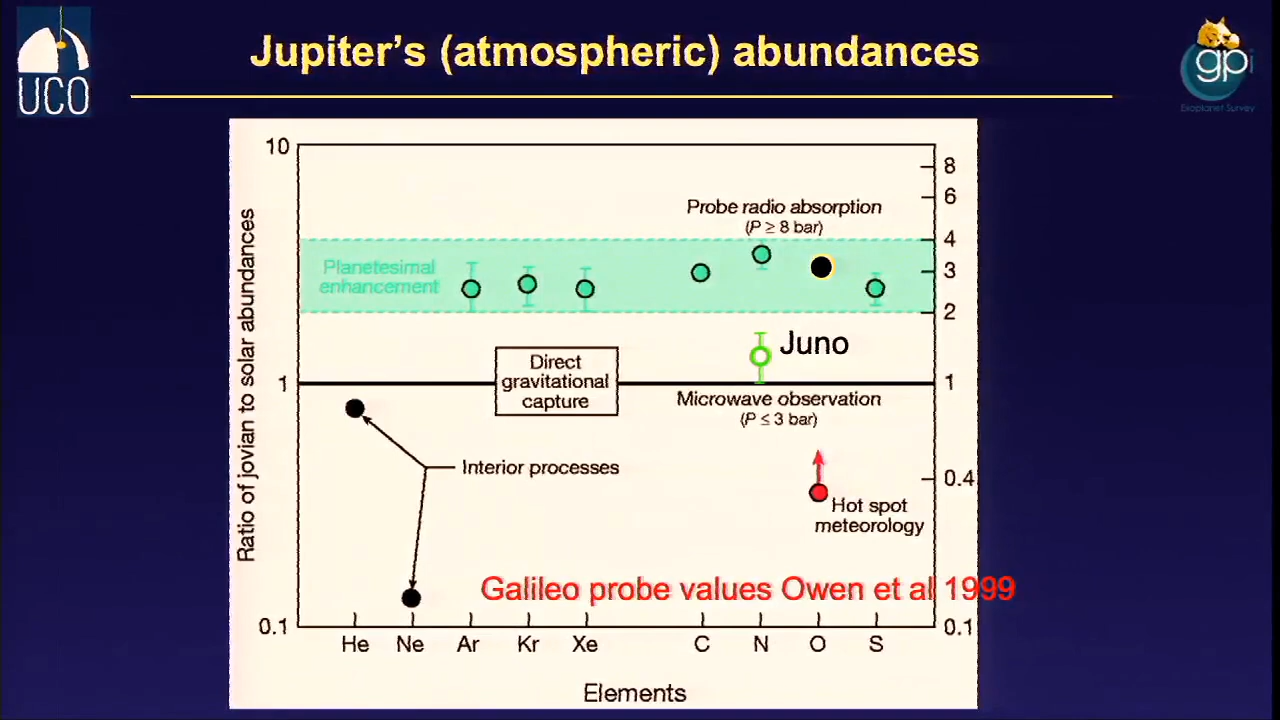 Jupiter's (atmospheric) abundances
UCO
gpi
Exoplanet Survey
10
8
6
4
3
2
1
0.4
0.1
1
0.1
Ratio of jovian to solar abundances
Probe radio absorption
(P ≥ 8 bar)
Planetesimal
enhancement
Juno
Direct
gravitational
capture
Microwave observation
(P ≤ 3 bar)
Interior processes
Hot spot
meteorology
Galileo probe values Owen et al 1999
He Ne Ar Kr Xe C N O S
Elements